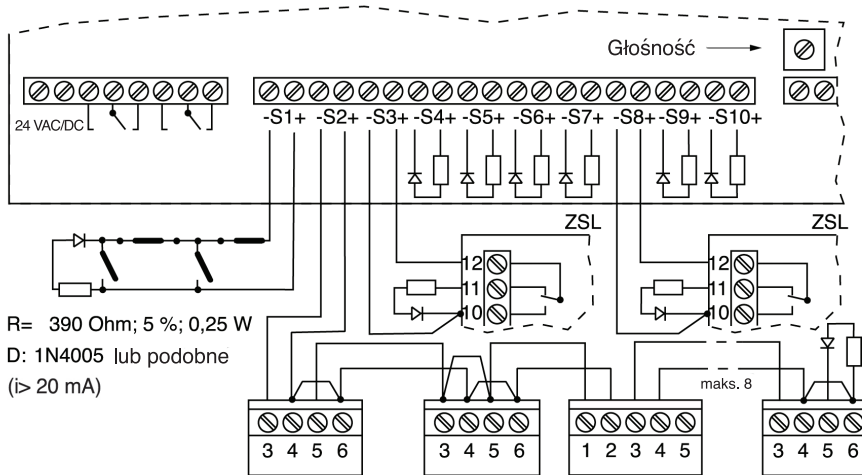 Głośność
24 VAC/DC
-S1+ -S2+ -S3+ -S4+ -S5+ -S6+ -S7+ -S8+ -S9+ -S10+
ZSL
12
11
10
ZSL
12
11
10
R= 390 Ohm; 5 %; 0,25 W
D: 1N4005 lub podobne
(i> 20 mA)
maks. 8
3 4 5 6
3 4 5 6
1 2 3 4 5
3 4 5 6